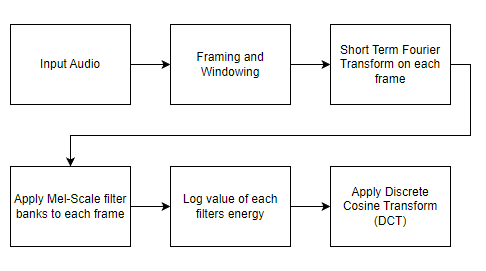 Input Audio
Framing and
Windowing
Short Term Fourier
Transform on each
frame
Apply Mel-Scale filter
banks to each frame
Log value of each
filters energy
Apply Discrete
Cosine Transform
(DCT)